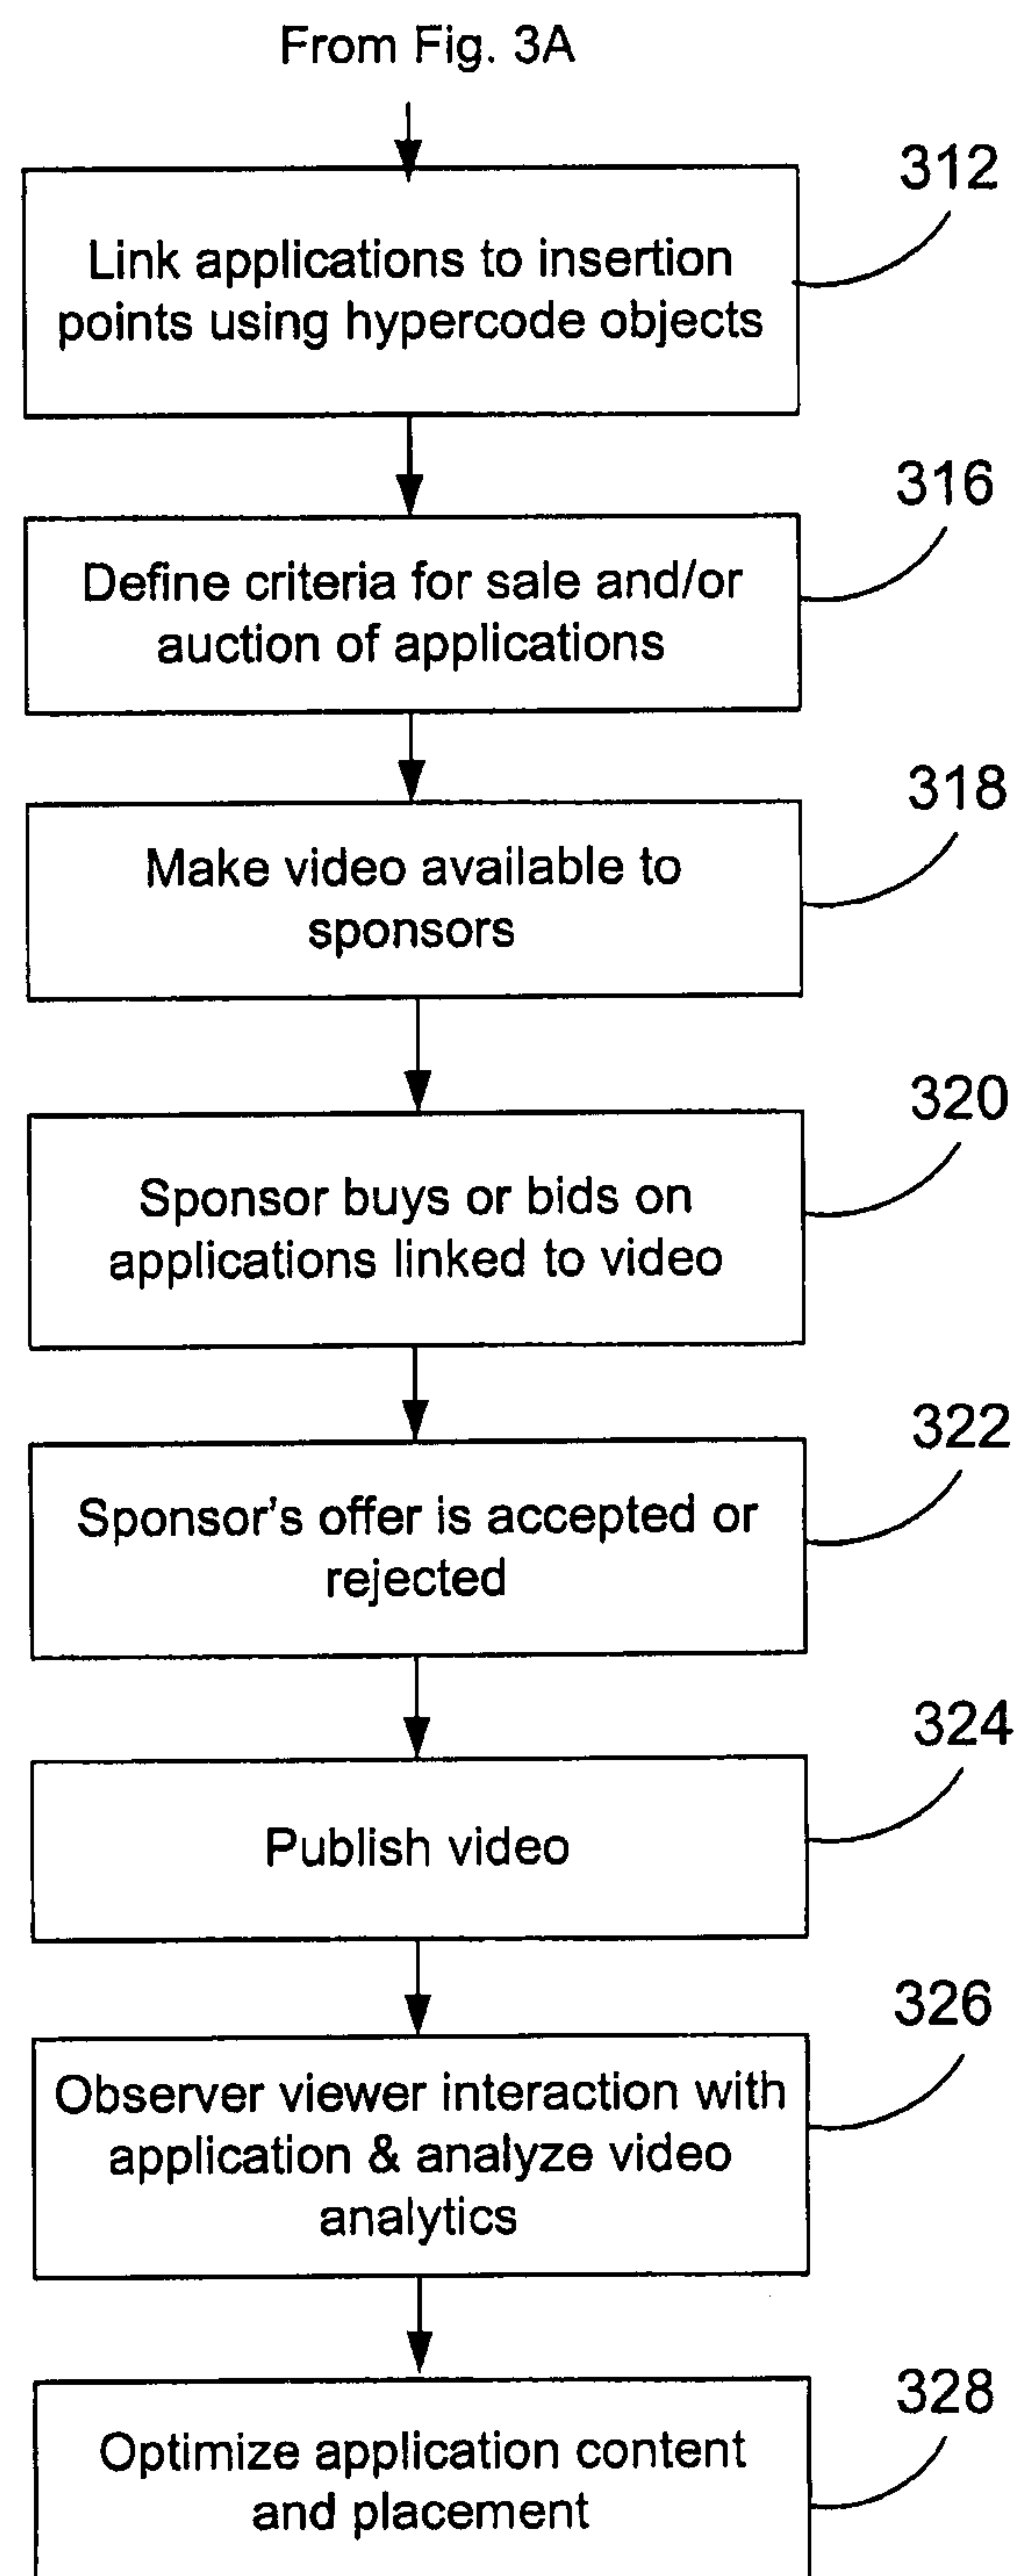 From Fig. 3A
312
Link applications to insertion
points using hypercode objects
316
Define criteria for sale and/or
auction of applications
318
Make video available to
sponsors
320
Sponsor buys or bids on
applications linked to video
322
Sponsor's offer is accepted or
rejected
324
Publish video
326
Observer viewer interaction with
application & analyze video
analytics
328
Optimize application content
and placement